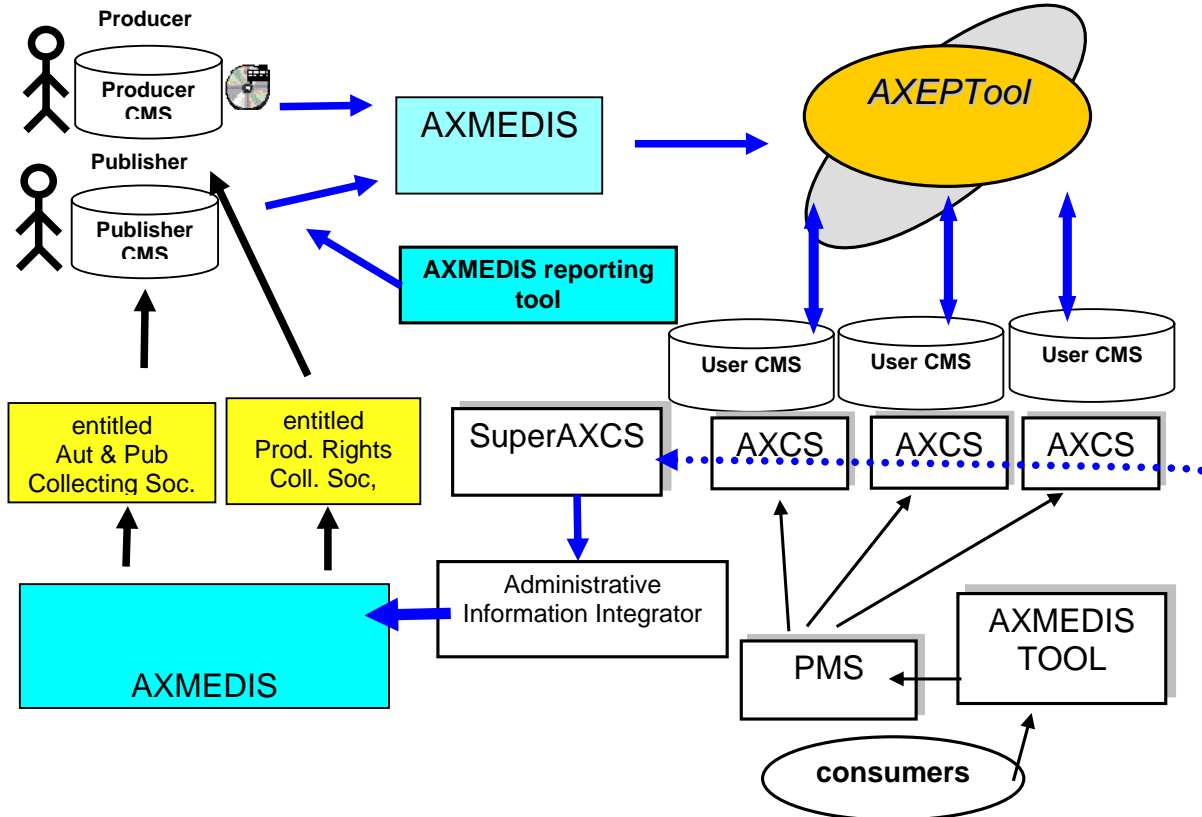 Producer
Producer
CMS
Publisher
Publisher
CMS
AXMEDIS
AXEPTool
AXMEDIS reporting
tool
User CMS
User CMS
User CMS
entitled
Aut & Pub
Collecting Soc.
entitled
Prod. Rights
Coll. Soc,
SuperAXCS
AXCS
AXCS
AXCS
Administrative
Information Integrator
AXMEDIS
PMS
AXMEDIS
TOOL
consumers